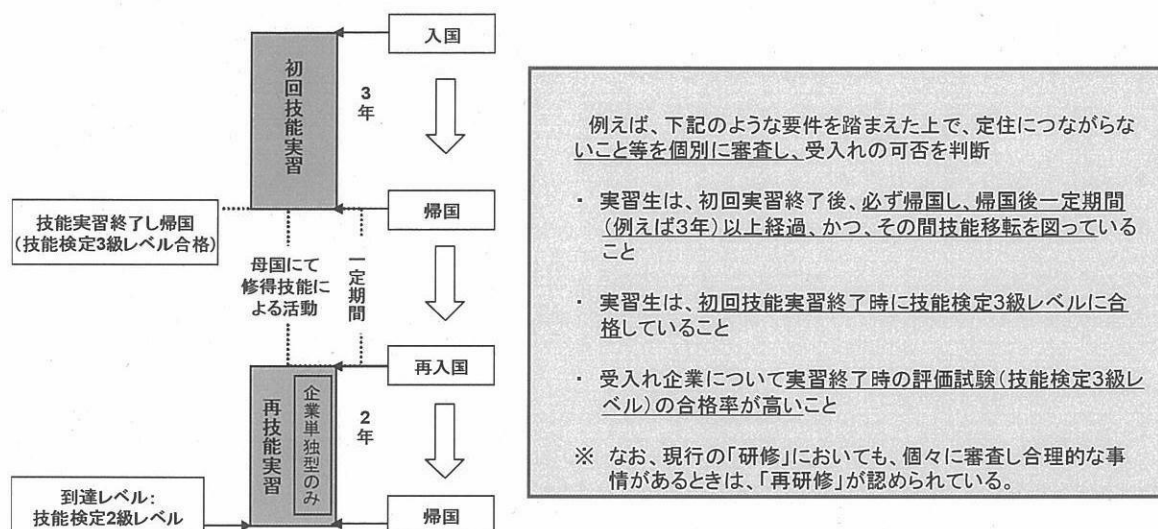 入国
初回技能実習
3年
帰国
技能実習終了し帰国
(技能検定3級レベル合格)
母国にて
修得技能に
よる活動
一定期間
再入国
再技能実習
企業単独型のみ
2年
到達レベル:
技能検定2級レベル
帰国
例えば、下記のような要件を踏まえた上で、定住につながらな
いこと等を個別に審査し、受入れの可否を判断
・ 実習生は、初回実習終了後、必ず帰国し、帰国後一定期間
(例えば3年)以上経過、かつ、その間技能移転を図っている
こと
・ 実習生は、初回技能実習終了時に技能検定3級レベルに合
格していること
・ 受入れ企業について実習終了時の評価試験(技能検定3級レ
ベル)の合格率が高いこと
※ なお、現行の「研修」においても、個々に審査し合理的な事
情があるときは、「再研修」が認められている。